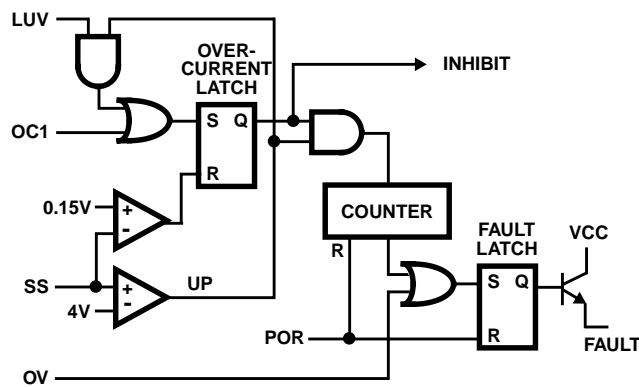 LUV
OVER-
CURRENT
LATCH
INHIBIT
S Q
OC1
R
0.15V
+
-
COUNTER
FAULT
LATCH
VCC
R
SS
+
-
UP
4V
S Q
POR
R
FAULT
OV